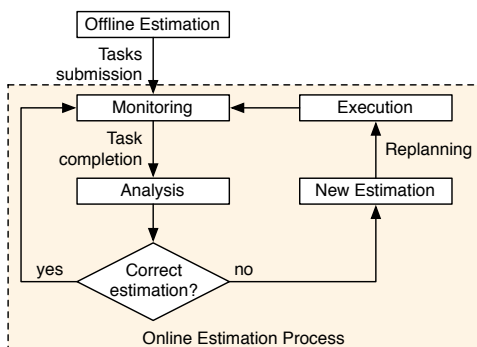 Offline Estimation
Tasks
submission
Monitoring
Execution
Task
completion
Replanning
Analysis
New Estimation
yes
Correct
estimation?
no
Online Estimation Process